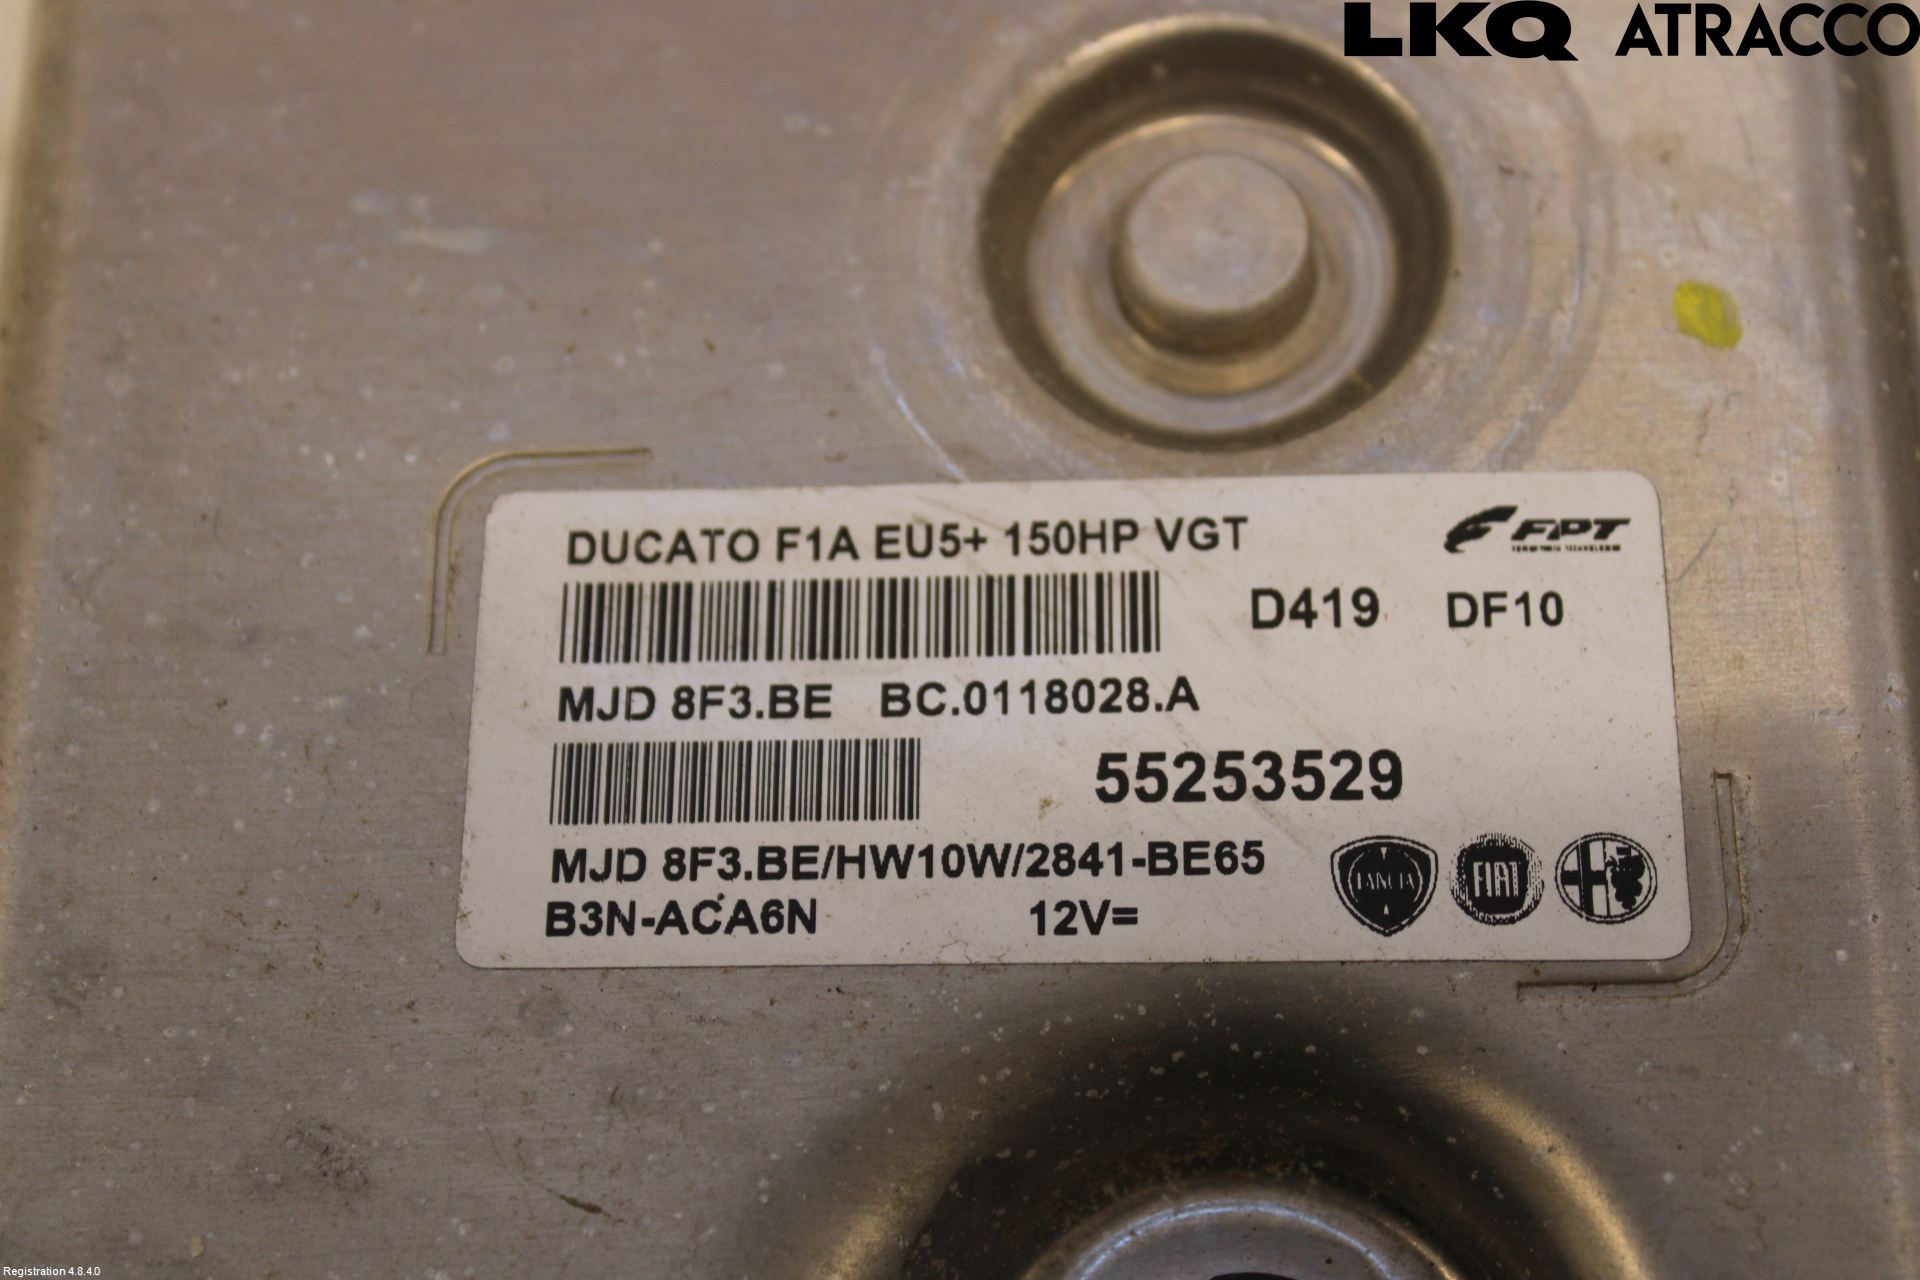 LKQ ATRACCO
DUCATO F1A EU5+ 150HP VGT
FPT
D419 DF10
MJD 8F3.BE BC.0118028.A
55253529
MJD 8F3.BE/HW10W/2841-BE65
LANCIA FIAT
B3N-ACA6N 12V=
Registration 4.8.4.0